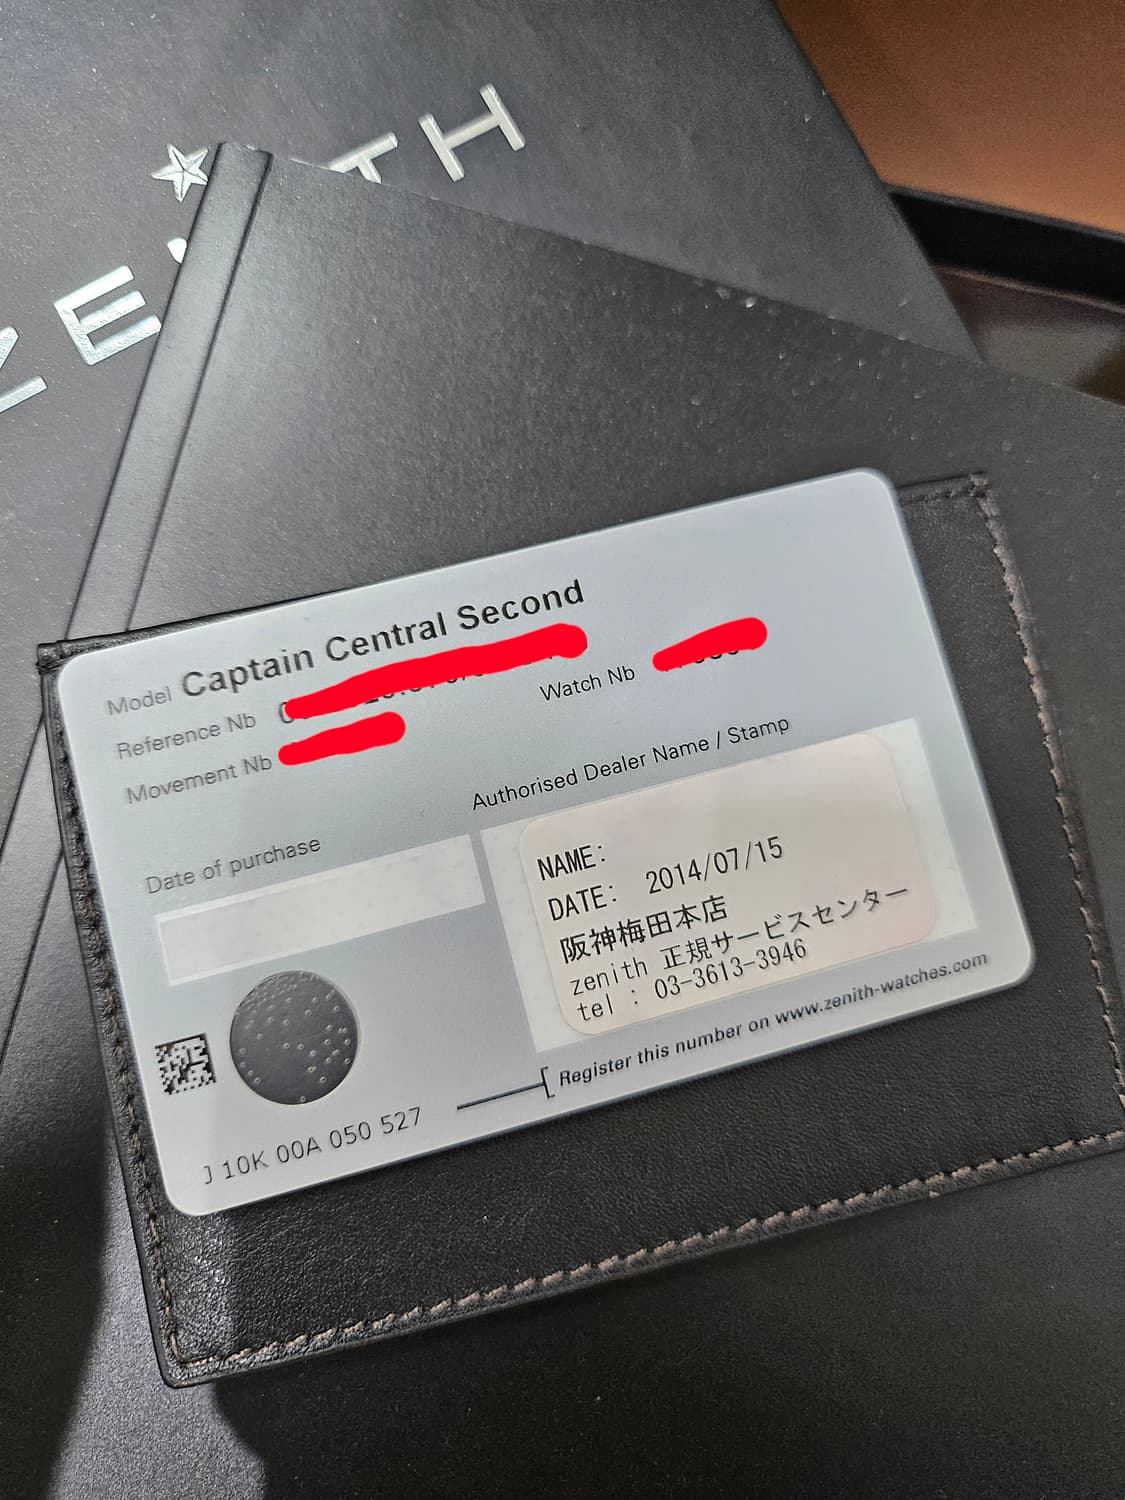 ZENITH
Model Captain Central Second
Reference Nb
Watch Nb
Movement Nb
Authorised Dealer Name / Stamp
Date of purchase
NAME:
DATE: 2014/07/15
阪神梅田本店
zenith 正規サービスセンター
tel : 03-3613-3946
Register this number on www.zenith-watches.com
J 10K 00A 050 527